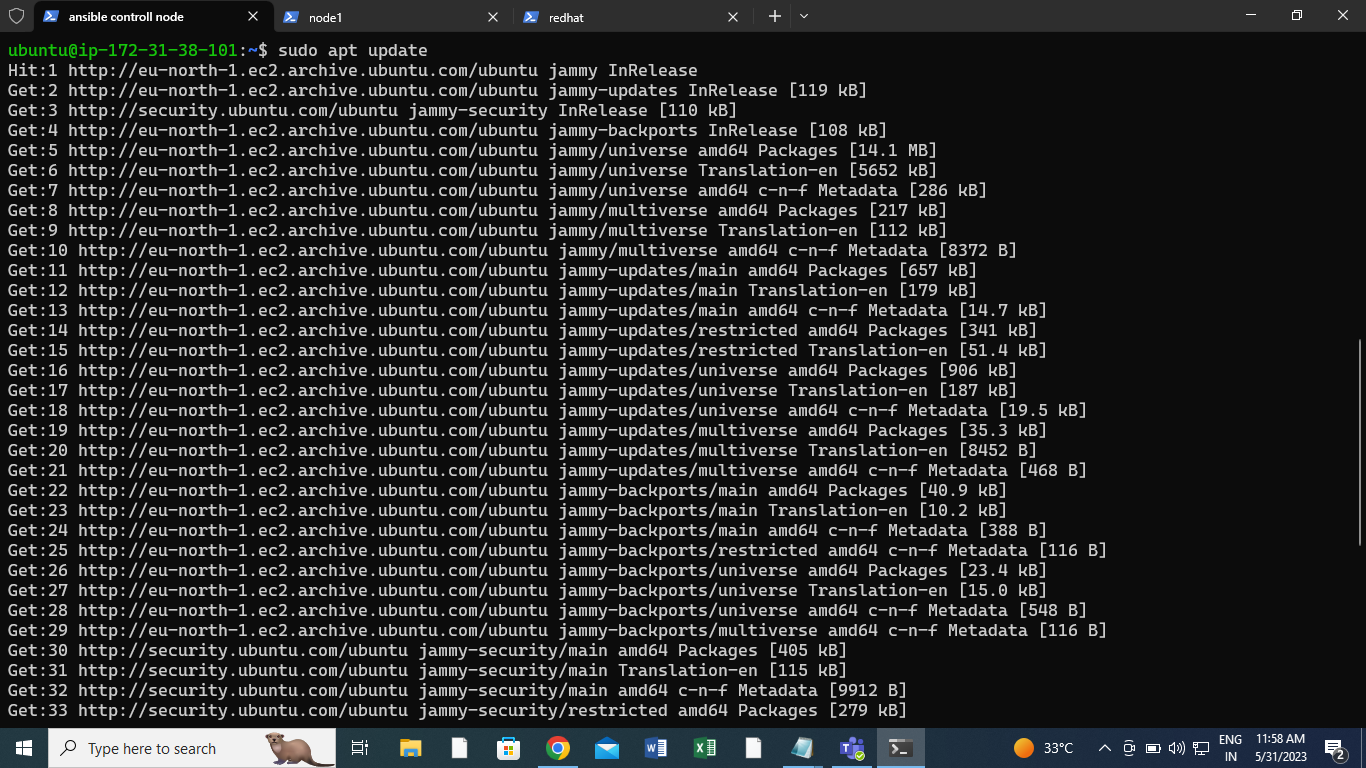 ansible controll node
node1
redhat
ubuntu@ip-172-31-38-101:~$ sudo apt update
Hit:1 http://eu-north-1.ec2.archive.ubuntu.com/ubuntu jammy InRelease
Get:2 http://eu-north-1.ec2.archive.ubuntu.com/ubuntu jammy-updates InRelease [119 kB]
Get:3 http://security.ubuntu.com/ubuntu jammy-security InRelease [110 kB]
Get:4 http://eu-north-1.ec2.archive.ubuntu.com/ubuntu jammy-backports InRelease [108 kB]
Get:5 http://eu-north-1.ec2.archive.ubuntu.com/ubuntu jammy/universe amd64 Packages [14.1 MB]
Get:6 http://eu-north-1.ec2.archive.ubuntu.com/ubuntu jammy/universe Translation-en [5652 kB]
Get:7 http://eu-north-1.ec2.archive.ubuntu.com/ubuntu jammy/universe amd64 c-n-f Metadata [286 kB]
Get:8 http://eu-north-1.ec2.archive.ubuntu.com/ubuntu jammy/multiverse amd64 Packages [217 kB]
Get:9 http://eu-north-1.ec2.archive.ubuntu.com/ubuntu jammy/multiverse Translation-en [112 kB]
Get:10 http://eu-north-1.ec2.archive.ubuntu.com/ubuntu jammy/multiverse amd64 c-n-f Metadata [8372 B]
Get:11 http://eu-north-1.ec2.archive.ubuntu.com/ubuntu jammy-updates/main amd64 Packages [657 kB]
Get:12 http://eu-north-1.ec2.archive.ubuntu.com/ubuntu jammy-updates/main Translation-en [179 kB]
Get:13 http://eu-north-1.ec2.archive.ubuntu.com/ubuntu jammy-updates/main amd64 c-n-f Metadata [14.7 kB]
Get:14 http://eu-north-1.ec2.archive.ubuntu.com/ubuntu jammy-updates/restricted amd64 Packages [341 kB]
Get:15 http://eu-north-1.ec2.archive.ubuntu.com/ubuntu jammy-updates/restricted Translation-en [51.4 kB]
Get:16 http://eu-north-1.ec2.archive.ubuntu.com/ubuntu jammy-updates/universe amd64 Packages [906 kB]
Get:17 http://eu-north-1.ec2.archive.ubuntu.com/ubuntu jammy-updates/universe Translation-en [187 kB]
Get:18 http://eu-north-1.ec2.archive.ubuntu.com/ubuntu jammy-updates/universe amd64 c-n-f Metadata [19.5 kB]
Get:19 http://eu-north-1.ec2.archive.ubuntu.com/ubuntu jammy-updates/multiverse amd64 Packages [35.3 kB]
Get:20 http://eu-north-1.ec2.archive.ubuntu.com/ubuntu jammy-updates/multiverse Translation-en [8452 B]
Get:21 http://eu-north-1.ec2.archive.ubuntu.com/ubuntu jammy-updates/multiverse amd64 c-n-f Metadata [468 B]
Get:22 http://eu-north-1.ec2.archive.ubuntu.com/ubuntu jammy-backports/main amd64 Packages [40.9 kB]
Get:23 http://eu-north-1.ec2.archive.ubuntu.com/ubuntu jammy-backports/main Translation-en [10.2 kB]
Get:24 http://eu-north-1.ec2.archive.ubuntu.com/ubuntu jammy-backports/main amd64 c-n-f Metadata [388 B]
Get:25 http://eu-north-1.ec2.archive.ubuntu.com/ubuntu jammy-backports/restricted amd64 c-n-f Metadata [116 B]
Get:26 http://eu-north-1.ec2.archive.ubuntu.com/ubuntu jammy-backports/universe amd64 Packages [23.4 kB]
Get:27 http://eu-north-1.ec2.archive.ubuntu.com/ubuntu jammy-backports/universe Translation-en [15.0 kB]
Get:28 http://eu-north-1.ec2.archive.ubuntu.com/ubuntu jammy-backports/universe amd64 c-n-f Metadata [548 B]
Get:29 http://eu-north-1.ec2.archive.ubuntu.com/ubuntu jammy-backports/multiverse amd64 c-n-f Metadata [116 B]
Get:30 http://security.ubuntu.com/ubuntu jammy-security/main amd64 Packages [405 kB]
Get:31 http://security.ubuntu.com/ubuntu jammy-security/main Translation-en [115 kB]
Get:32 http://security.ubuntu.com/ubuntu jammy-security/main amd64 c-n-f Metadata [9912 B]
Get:33 http://security.ubuntu.com/ubuntu jammy-security/restricted amd64 Packages [279 kB]
Type here to search
33°C
ENG
IN
11:58 AM
5/31/2023
2